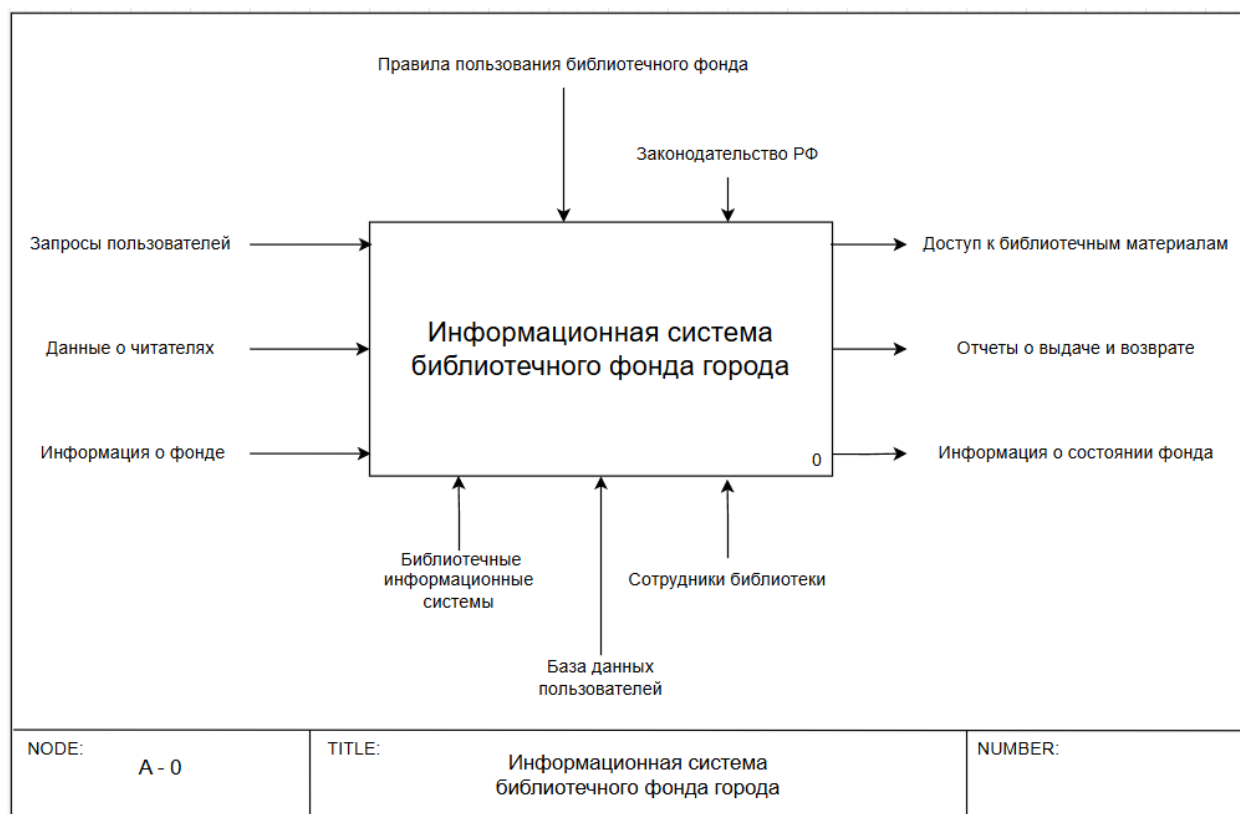 Правила пользования библиотечного фонда
Законодательство РФ
Запросы пользователей
Доступ к библиотечным материалам
Информационная система
библиотечного фонда города
Данные о читателях
Отчеты о выдаче и возврате
Информация о фонде
0
Информация о состоянии фонда
Библиотечные
информационные
системы
Сотрудники библиотеки
База данных
пользователей
NODE:
A - 0
TITLE:
Информационная система
библиотечного фонда города
NUMBER: